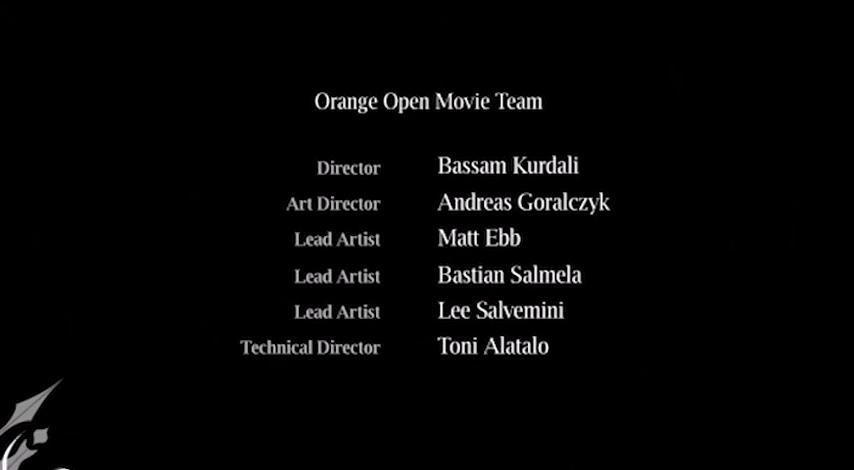 Orange Open Movie Team
Director Bassam Kurdali
Art Director Andreas Goralczyk
Lead Artist Matt Ebb
Lead Artist Bastian Salmela
Lead Artist Lee Salvemini
Technical Director Toni Alatalo